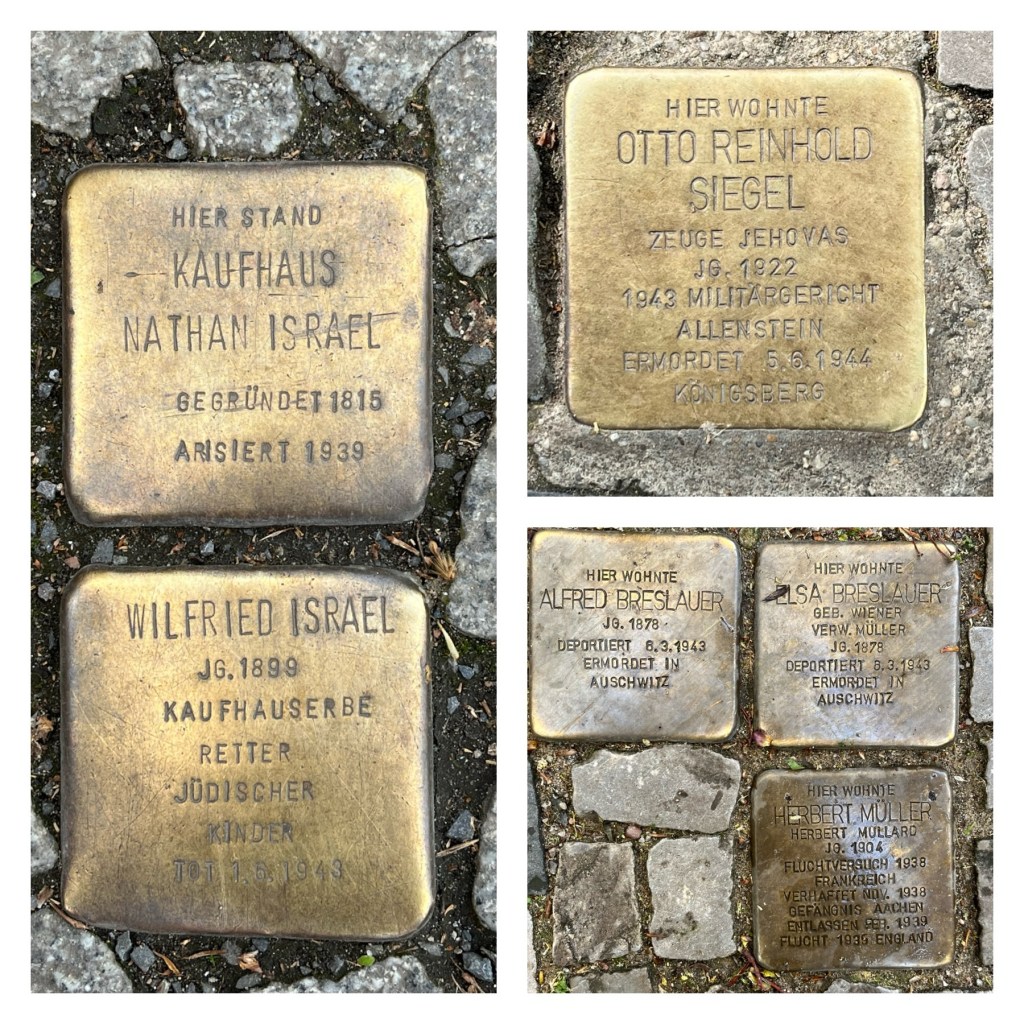 HIER STAND
KAUFHAUS
NATHAN ISRAEL
GEGRÜNDET 1815
ARISIERT 1939
WILFRIED ISRAEL
JG. 1899
KAUFHAUSERBE
RETTER
JÜDISCHER
KINDER
TOT 1.6.1943
HIER WOHNTE
OTTO REINHOLD
SIEGEL
ZEUGE JEHOVAS
JG. 1922
1943 MILITÄRGERICHT
ALLENSTEIN
ERMORDET 5.6.1944
KÖNIGSBERG
HIER WOHNTE
ALFRED BRESLAUER
JG. 1878
DEPORTIERT 6.3.1943
ERMORDET IN
AUSCHWITZ
HIER WOHNTE
ELSA BRESLAUER
GEB. WIENER
VERW. MÜLLER
JG. 1878
DEPORTIERT 6.3.1943
ERMORDET IN
AUSCHWITZ
HIER WOHNTE
HERBERT MÜLLER
HERBERT MULLARD
JG. 1904
FLUCHTVERSUCH 1938
FRANKREICH
VERHAFTET NOV. 1938
GEFÄNGNIS AACHEN
ENTLASSEN FEB. 1939
FLUCHT 1939 ENGLAND